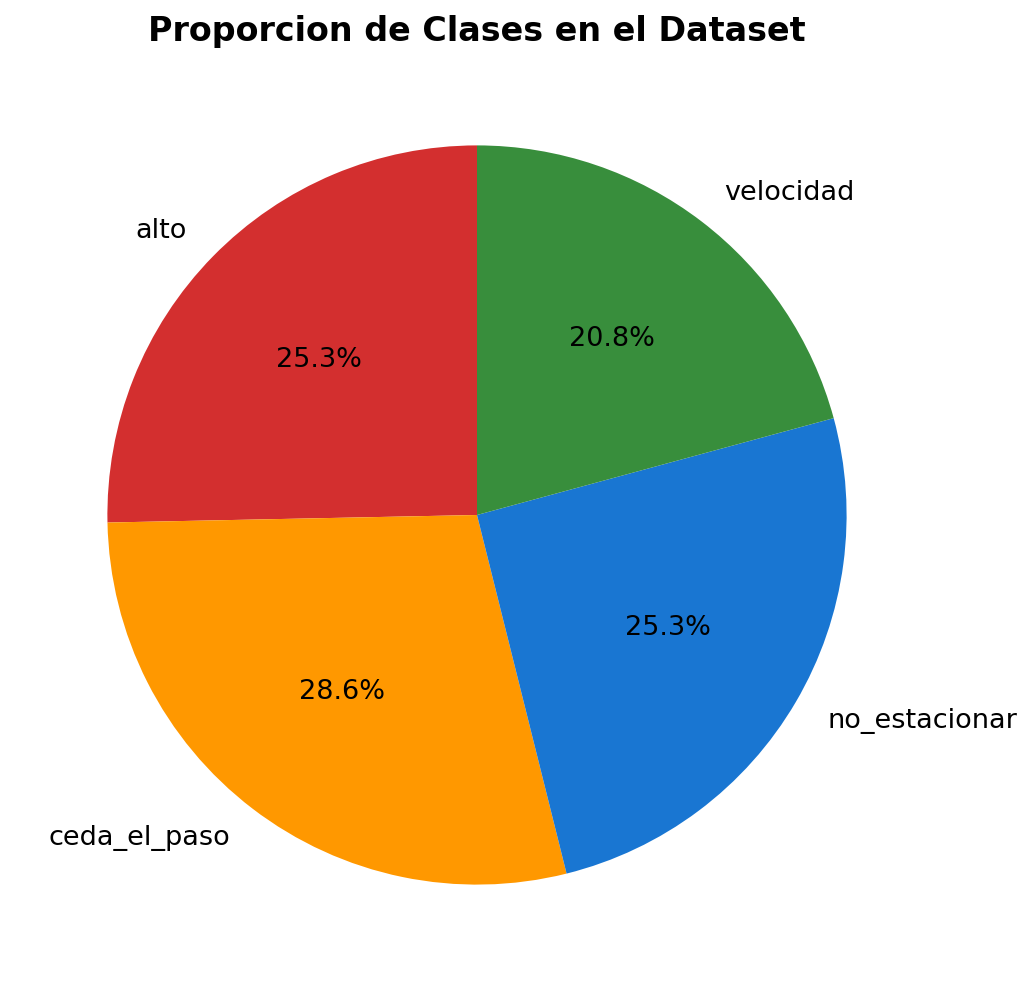 Proporcion de Clases en el Dataset
velocidad
alto
20.8%
25.3%
25.3%
28.6%
no_estacionar
ceda_el_paso